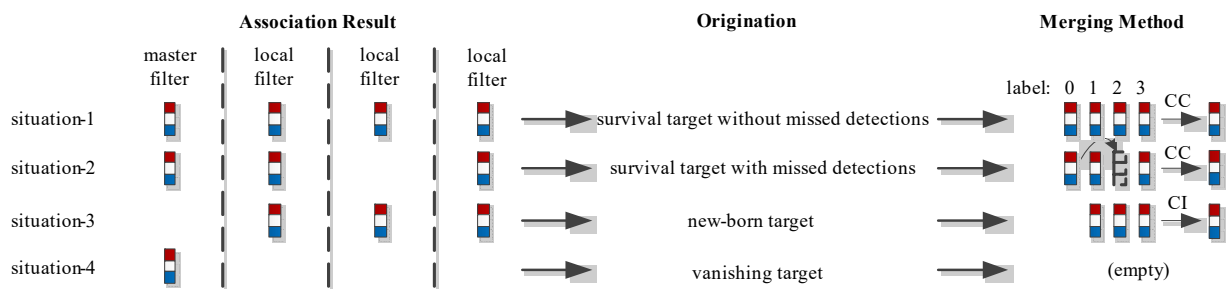 Association Result Origination Merging Method
master filter local filter local filter local filter
label: 0 1 2 3
situation-1 survival target without missed detections CC
situation-2 survival target with missed detections CC
situation-3 new-born target CI
situation-4 vanishing target (empty)